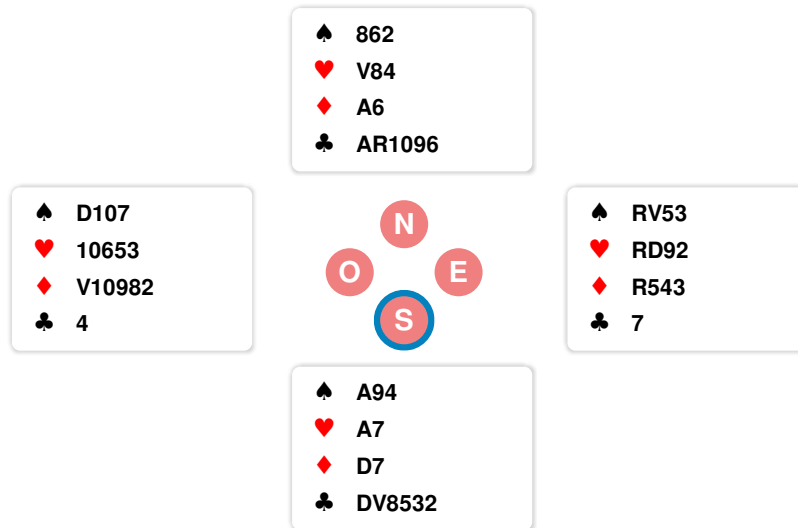 ♠ 862
♥ V84
♦ A6
♣ AR1096
♠ D107
♥ 10653
♦ V10982
♣ 4
N
O E
S
♠ RV53
♥ RD92
♦ R543
♣ 7
♠ A94
♥ A7
♦ D7
♣ DV8532